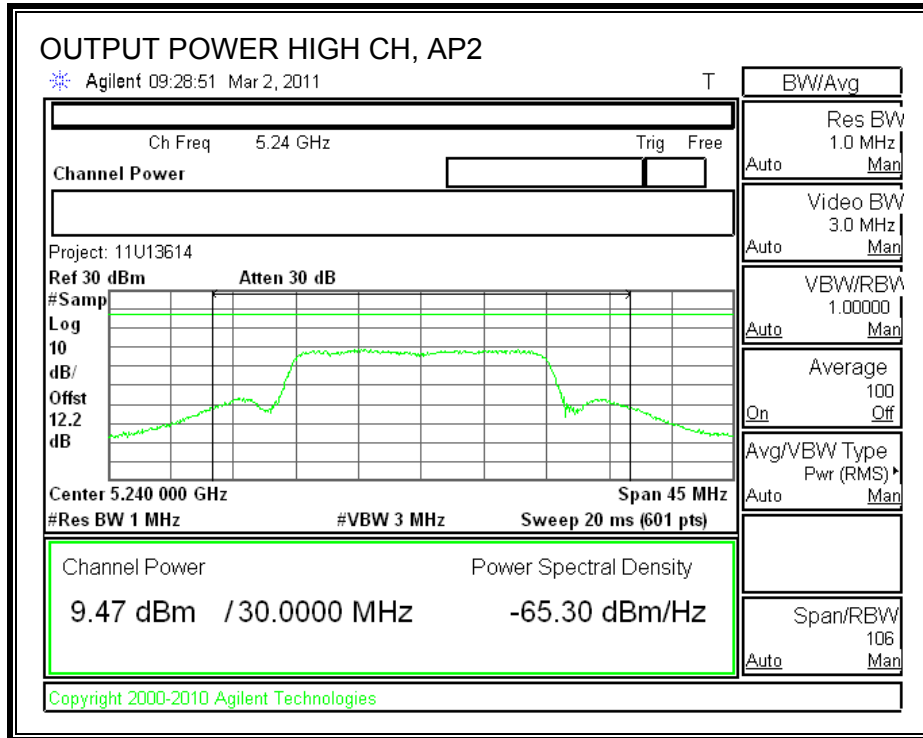 OUTPUT POWER HIGH CH, AP2
Agilent 09:28:51 Mar 2, 2011 T
BW/Avg
Ch Freq 5.24 GHz Trig Free
Channel Power
Project: 11U13614
Ref 30 dBm Atten 30 dB
#Samp
Log
10
dB/
Offst
12.2
dB
Center 5.240 000 GHz Span 45 MHz
#Res BW 1 MHz #VBW 3 MHz Sweep 20 ms (601 pts)
Channel Power Power Spectral Density
9.47 dBm /30.0000 MHz -65.30 dBm/Hz
Copyright 2000-2010 Agilent Technologies
Res BW
1.0 MHz
Auto Man
Video BW
3.0 MHz
Auto Man
VBW/RBW
1.00000
Auto Man
Average
100
On Off
Avg/VBW Type
Pwr (RMS)
Auto Man
Span/RBW
106
Auto Man